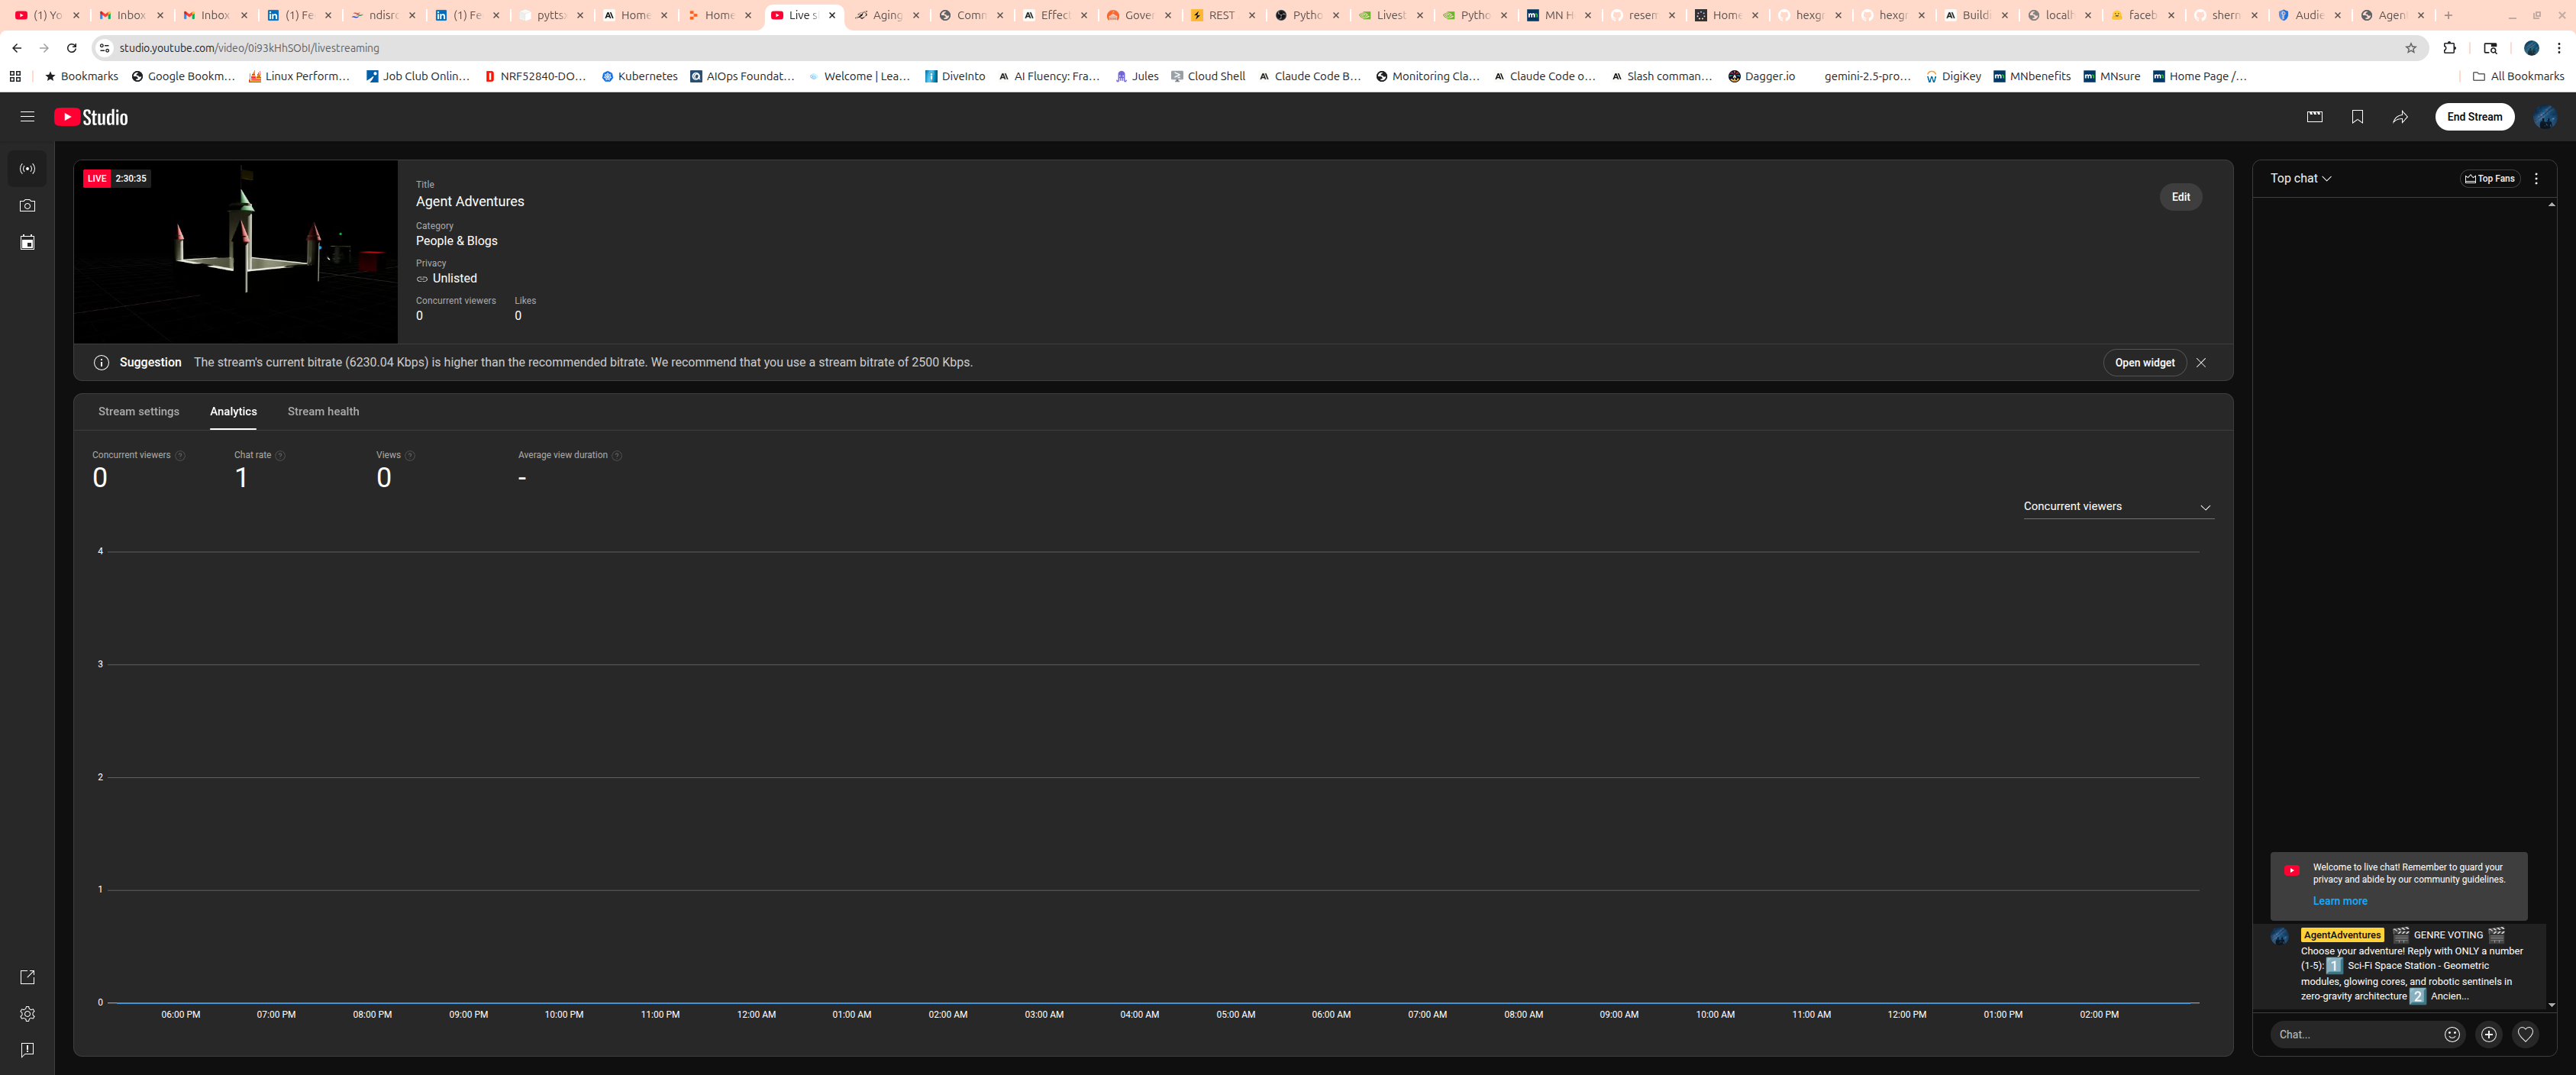 (1) Yo
Inbox
Inbox
(1) Fe
ndisrc
(1) Fe
pytts
Home
Home
Live s
Aging
Comm
Effec
Gover
REST
Pytho
Livest
Pytho
MN H
resem
Home
hexgr
hexgr
Buildi
localh
faceb
sherm
Audie
Agen
studio.youtube.com/video/0i93kHhSObI/livestreaming
Bookmarks
Google Bookm...
Linux Perform...
Job Club Onlin...
NRF52840-DO...
Kubernetes
AIOps Foundat...
Welcome | Lea...
DiveInto
AI Fluency: Fra...
Jules
Cloud Shell
Claude Code B...
Monitoring Cla...
Claude Code o...
Slash comman...
Dagger.io
gemini-2.5-pro...
DigiKey
MNbenefits
MNsure
Home Page /...
All Bookmarks
Studio
End Stream
LIVE 2:30:35
Title
Agent Adventures
Category
People & Blogs
Privacy
Unlisted
Concurrent viewers Likes
0 0
Edit
Suggestion The stream's current bitrate (6230.04 Kbps) is higher than the recommended bitrate. We recommend that you use a stream bitrate of 2500 Kbps.
Open widget
Stream settings Analytics Stream health
Concurrent viewers Chat rate Views Average view duration
0 1 0 -
Concurrent viewers
4
3
2
1
0
06:00 PM 07:00 PM 08:00 PM 09:00 PM 10:00 PM 11:00 PM 12:00 AM 01:00 AM 02:00 AM 03:00 AM 04:00 AM 05:00 AM 06:00 AM 07:00 AM 08:00 AM 09:00 AM 10:00 AM 11:00 AM 12:00 PM 01:00 PM 02:00 PM
Top chat
Top Fans
Welcome to live chat! Remember to guard your
privacy and abide by our community guidelines.
Learn more
AgentAdventures 🎬 GENRE VOTING 🎬
Choose your adventure! Reply with ONLY a number
(1-5): 1️⃣ Sci-Fi Space Station - Geometric
modules, glowing cores, and robotic sentinels in
zero-gravity architecture 2️⃣ Ancien...
Chat...